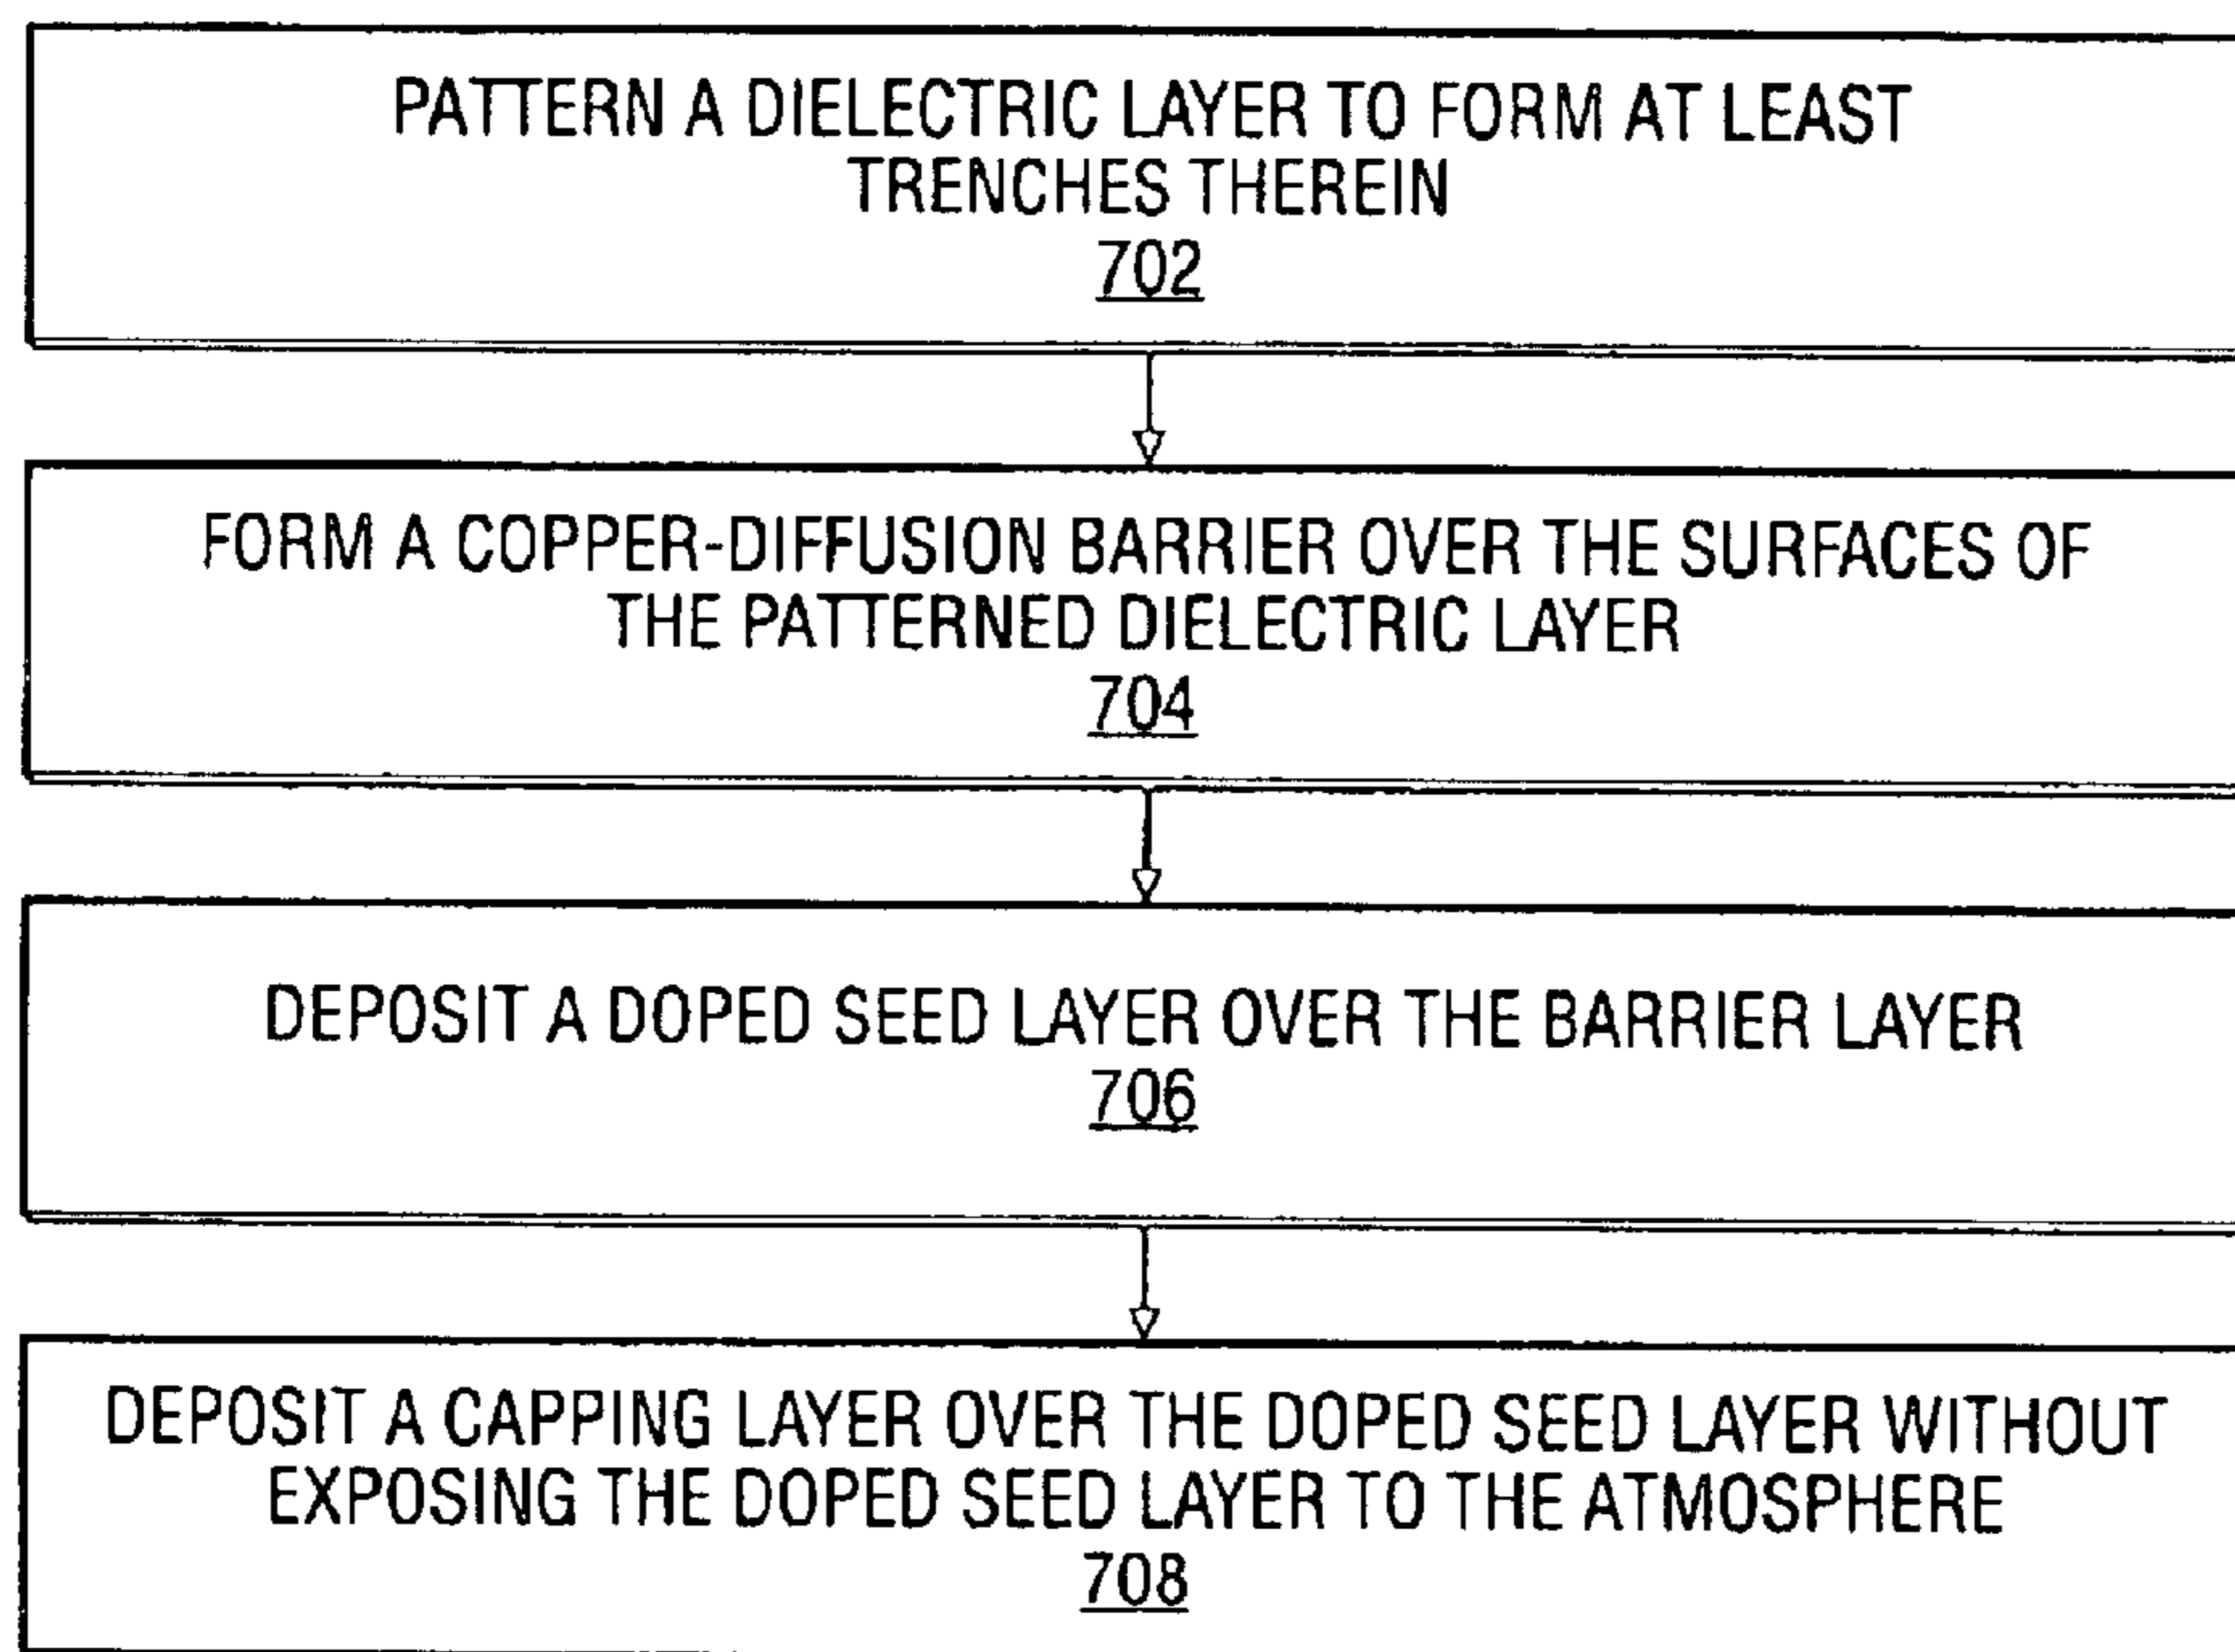 PATTERN A DIELECTRIC LAYER TO FORM AT LEAST
TRENCHES THEREIN
702
FORM A COPPER-DIFFUSION BARRIER OVER THE SURFACES OF
THE PATTERNED DIELECTRIC LAYER
704
DEPOSIT A DOPED SEED LAYER OVER THE BARRIER LAYER
706
DEPOSIT A CAPPING LAYER OVER THE DOPED SEED LAYER WITHOUT
EXPOSING THE DOPED SEED LAYER TO THE ATMOSPHERE
708